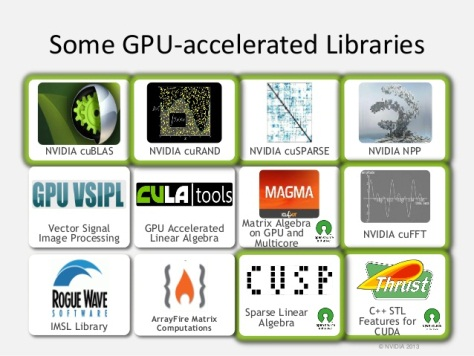 Some GPU-accelerated Libraries
NVIDIA cuBLAS
NVIDIA cuRAND
NVIDIA cuSPARSE
NVIDIA NPP
GPU VSIPL
Vector Signal
Image Processing
CULA|tools
GPU Accelerated
Linear Algebra
MAGMA
Matrix Algebra
on GPU and
Multicore
NVIDIA cuFFT
ROGUE WAVE
SOFTWARE
IMSL Library
ArrayFire Matrix
Computations
CUSP
Sparse Linear
Algebra
Thrust
C++ STL
Features for
CUDA
© NVIDIA 2013